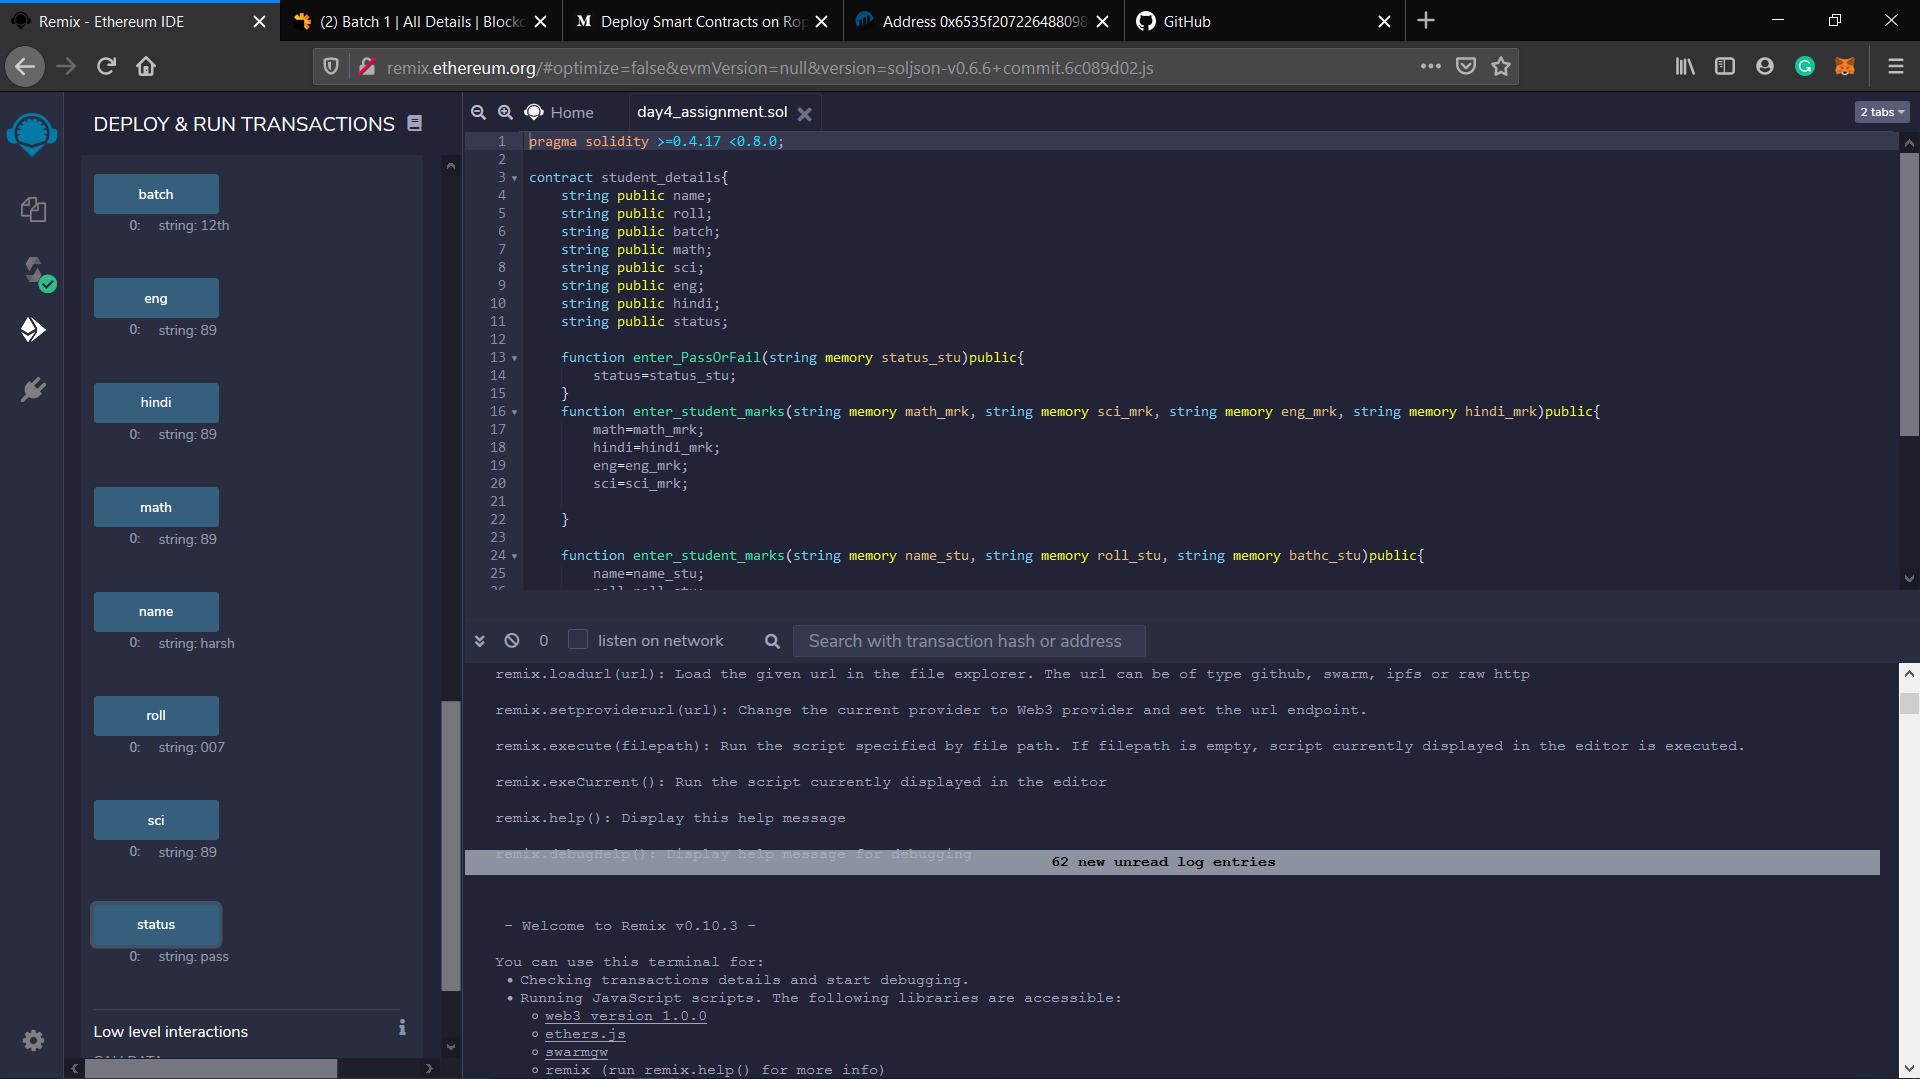 Remix - Ethereum IDE
(2) Batch 1 | All Details | Blockc
Deploy Smart Contracts on Rop
Address 0x6535f207226488098
GitHub
remix.ethereum.org/#optimize=false&evmVersion=null&version=soljson-v0.6.6+commit.6c089d02.js
DEPLOY & RUN TRANSACTIONS
batch
0: string: 12th
eng
0: string: 89
hindi
0: string: 89
math
0: string: 89
name
0: string: harsh
roll
0: string: 007
sci
0: string: 89
status
0: string: pass
Low level interactions
CALLDATA
Home
day4_assignment.sol
2 tabs
1 pragma solidity >=0.4.17 <0.8.0;
2
3 contract student_details{
4 string public name;
5 string public roll;
6 string public batch;
7 string public math;
8 string public sci;
9 string public eng;
10 string public hindi;
11 string public status;
12
13 function enter_PassOrFail(string memory status_stu)public{
14 status=status_stu;
15 }
16 function enter_student_marks(string memory math_mrk, string memory sci_mrk, string memory eng_mrk, string memory hindi_mrk)public{
17 math=math_mrk;
18 hindi=hindi_mrk;
19 eng=eng_mrk;
20 sci=sci_mrk;
21
22 }
23
24 function enter_student_marks(string memory name_stu, string memory roll_stu, string memory bathc_stu)public{
25 name=name_stu;
0
listen on network
Search with transaction hash or address
remix.loadurl(url): Load the given url in the file explorer. The url can be of type github, swarm, ipfs or raw http
remix.setproviderurl(url): Change the current provider to Web3 provider and set the url endpoint.
remix.execute(filepath): Run the script specified by file path. If filepath is empty, script currently displayed in the editor is executed.
remix.exeCurrent(): Run the script currently displayed in the editor
remix.help(): Display this help message
remix.debugHelp(): Display help message for debugging
62 new unread log entries
- Welcome to Remix v0.10.3 -
You can use this terminal for:
• Checking transactions details and start debugging.
• Running JavaScript scripts. The following libraries are accessible:
web3 version 1.0.0
ethers.js
swarmgw
remix (run remix.help() for more info)